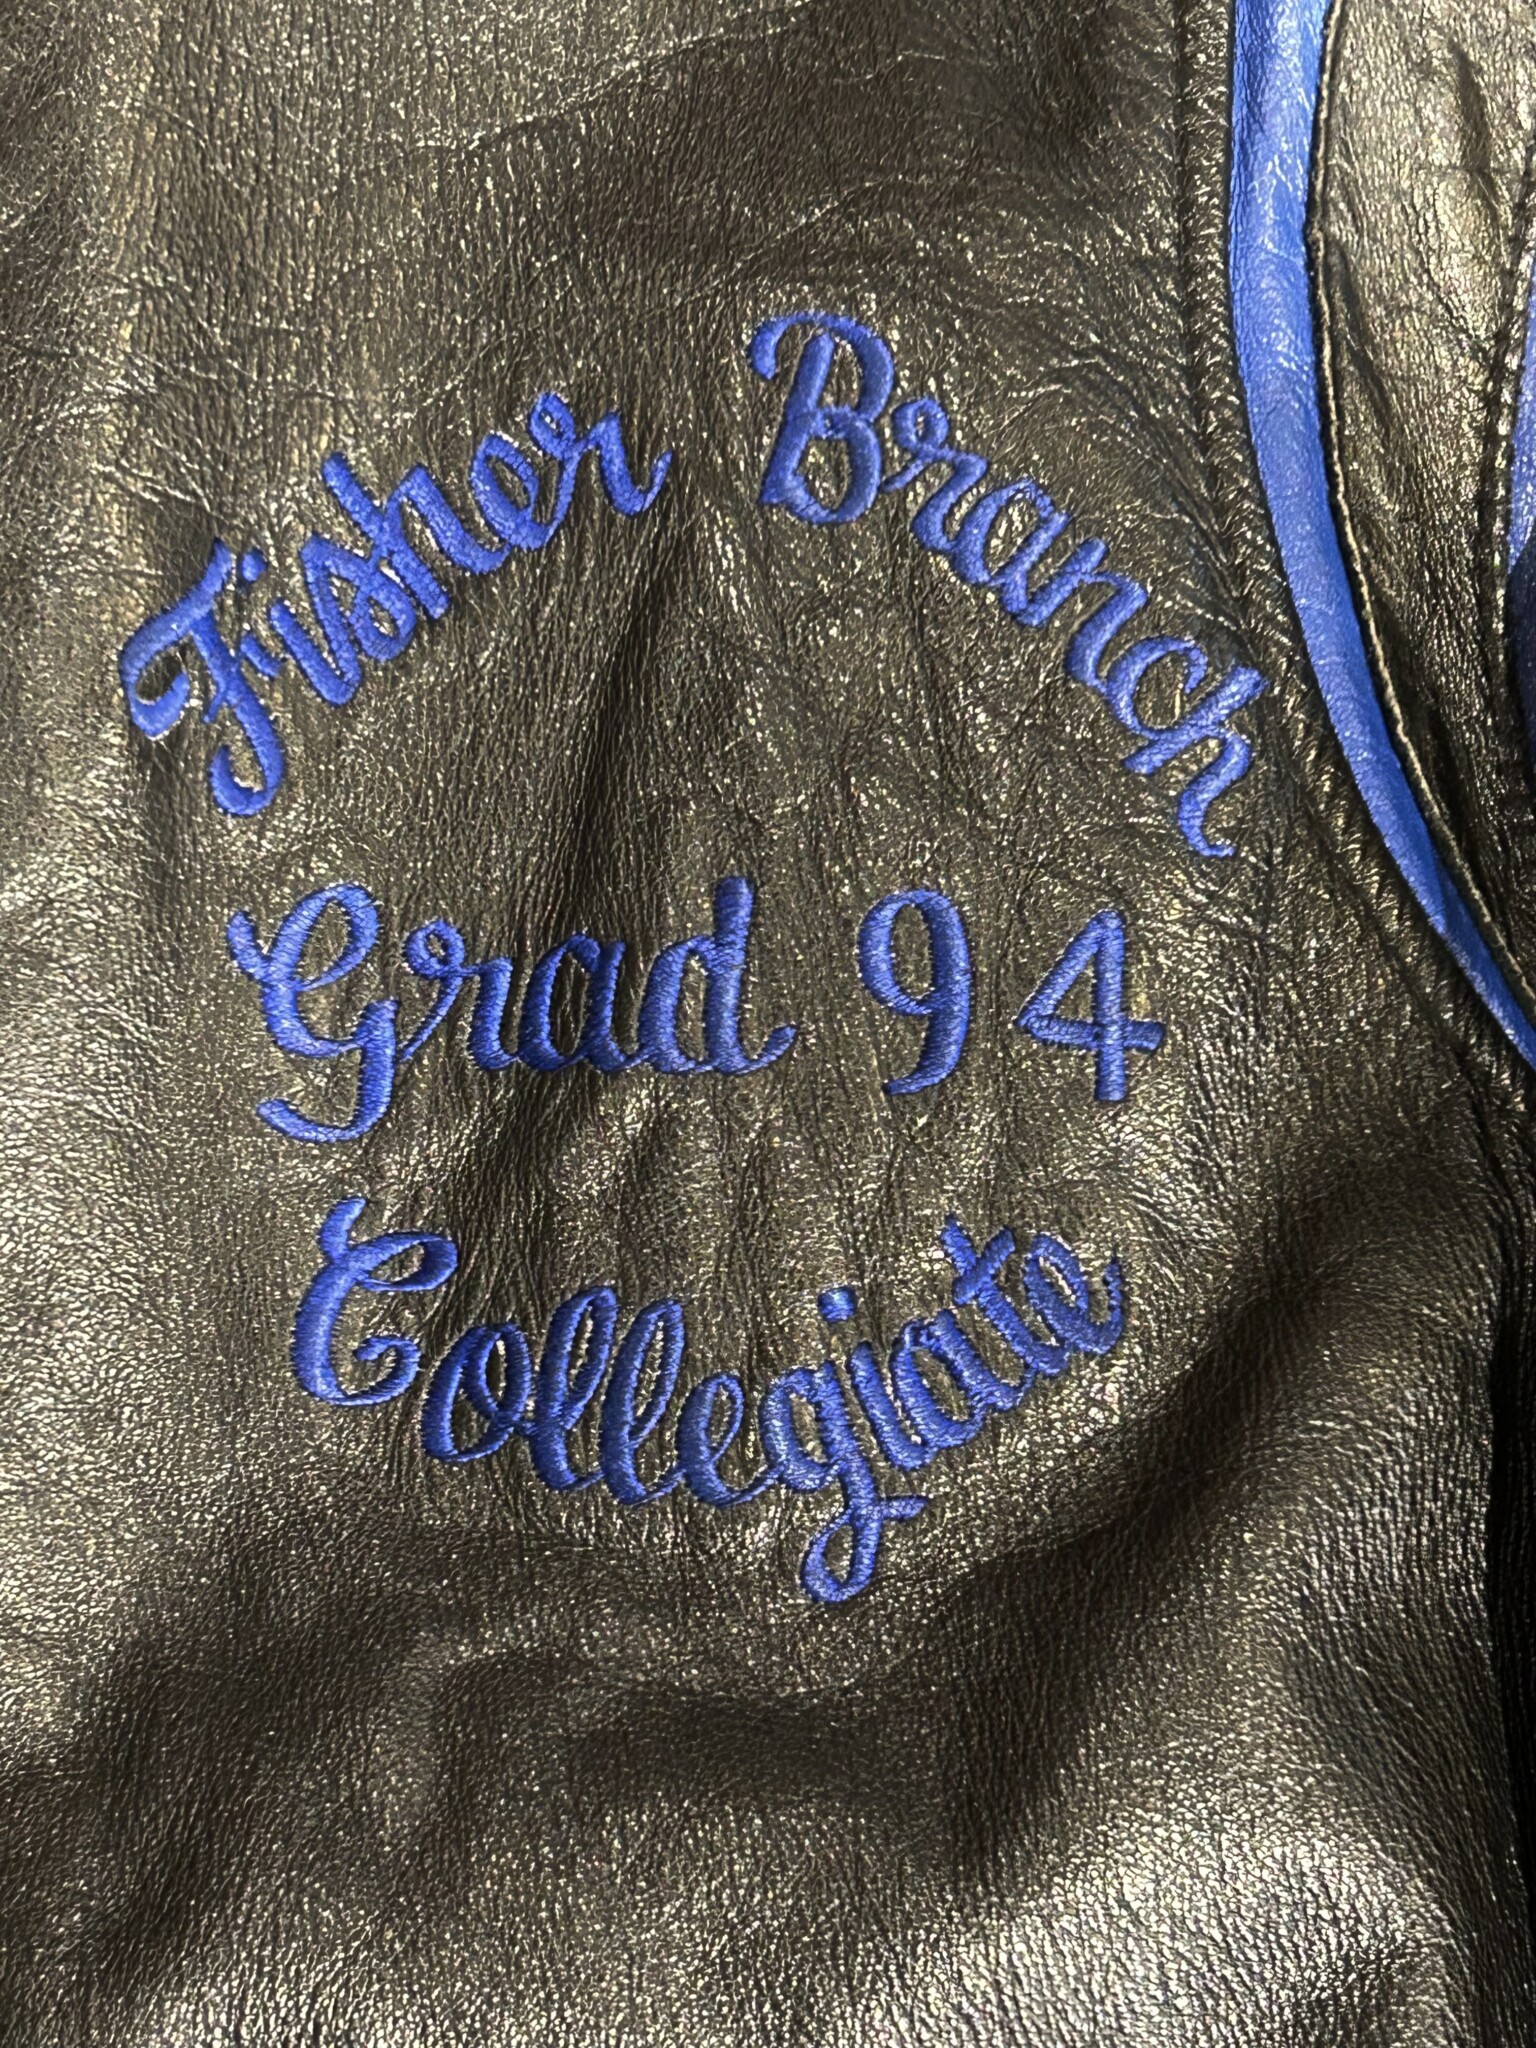 Fisher Branch
Grad 94
Collegiate